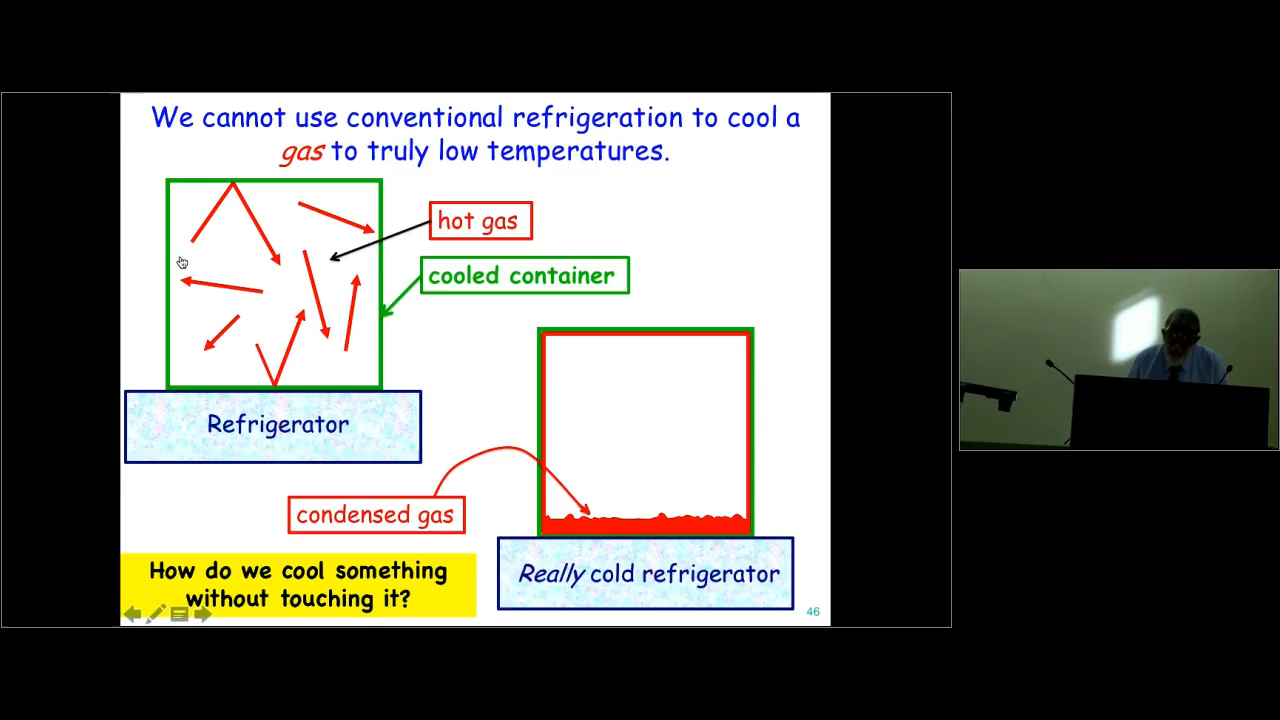 We cannot use conventional refrigeration to cool a
gas to truly low temperatures.
hot gas
cooled container
Refrigerator
condensed gas
Really cold refrigerator
How do we cool something
without touching it?
46